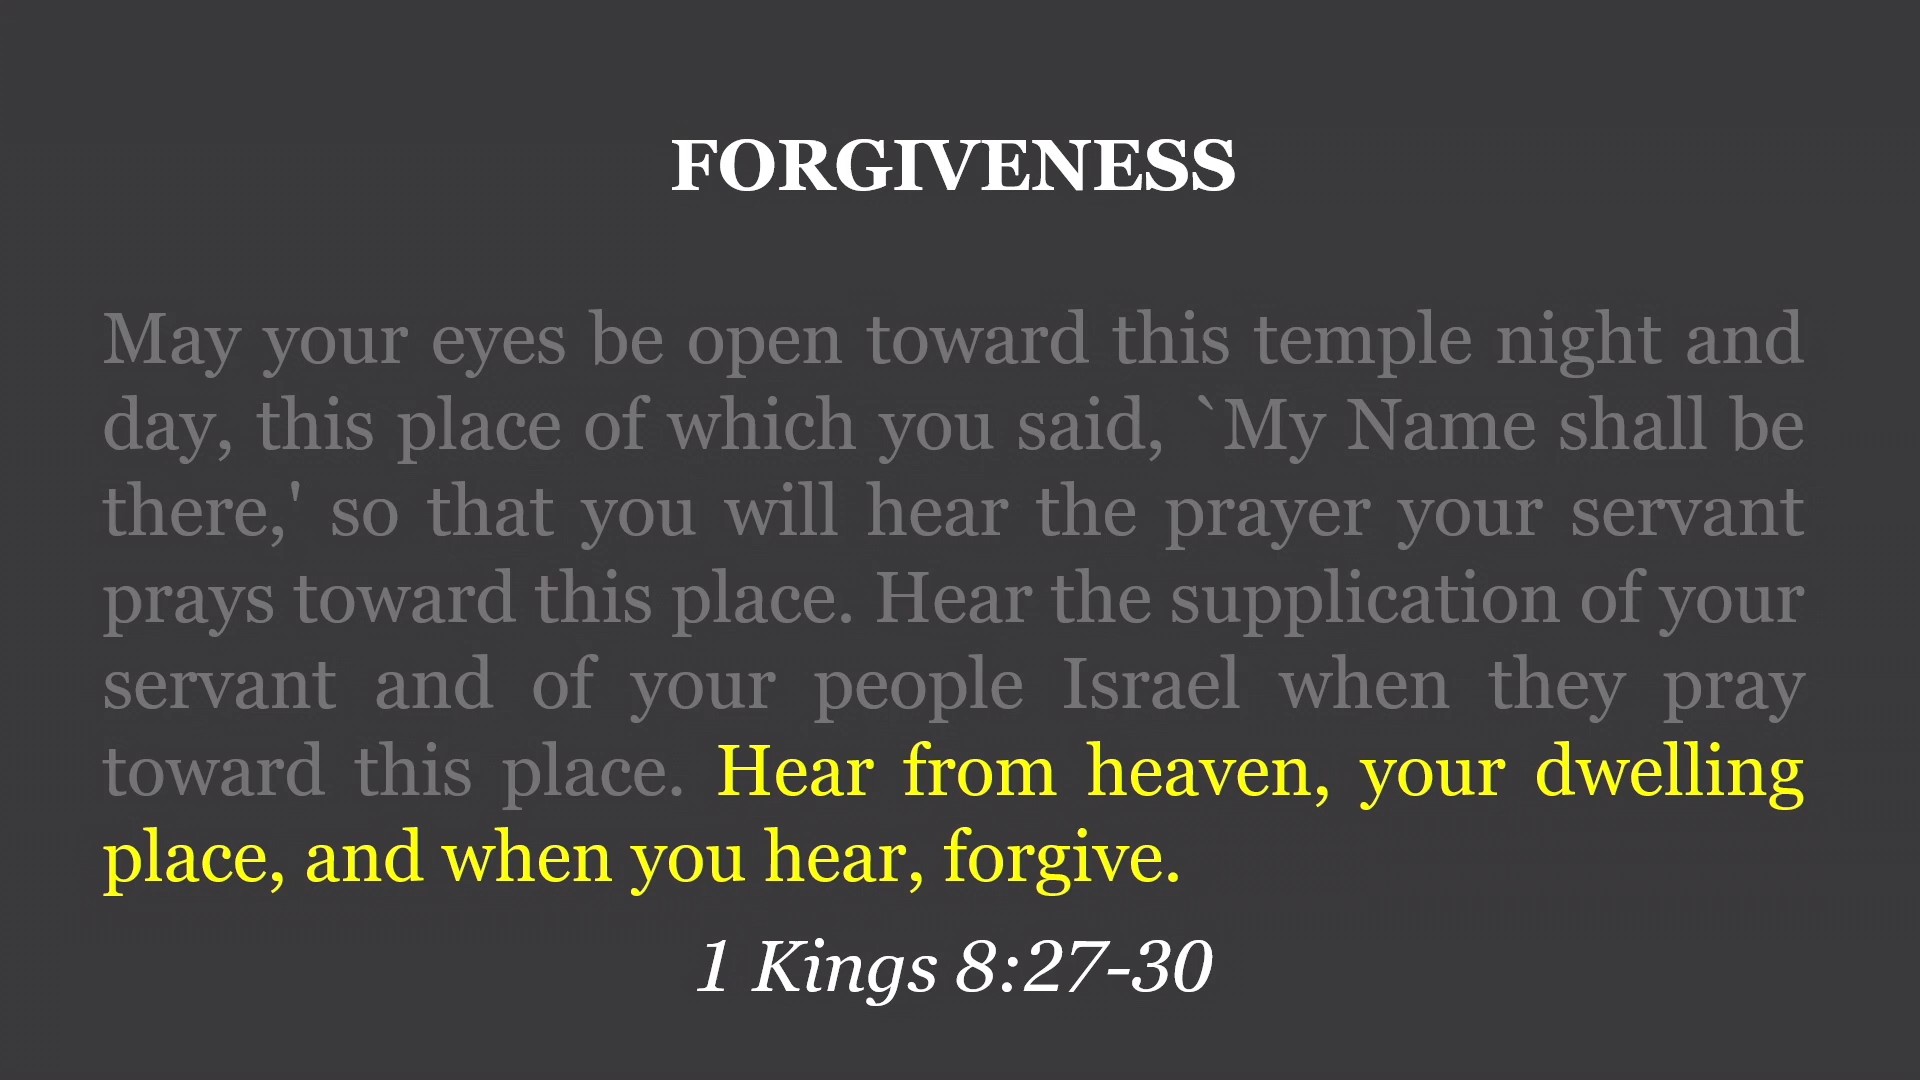 FORGIVENESS
May your eyes be open toward this temple night and
day, this place of which you said, `My Name shall be
there,' so that you will hear the prayer your servant
prays toward this place. Hear the supplication of your
servant and of your people Israel when they pray
toward this place. Hear from heaven, your dwelling
place, and when you hear, forgive.
1 Kings 8:27-30